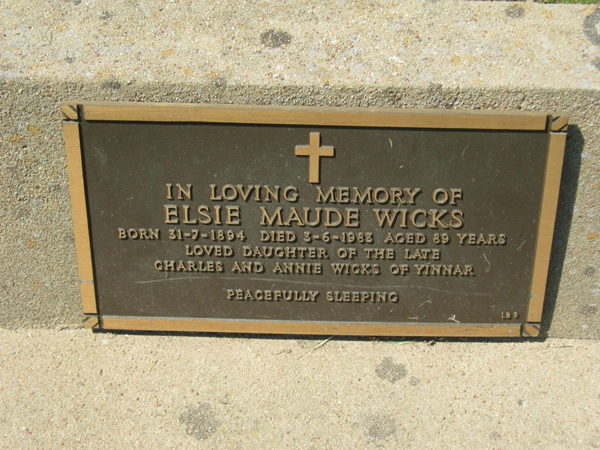 IN LOVING MEMORY OF
ELSIE MAUDE WICKS
BORN 31-7-1894 DIED 3-6-1983 AGED 89 YEARS
LOVED DAUGHTER OF THE LATE
CHARLES AND ANNIE WICKS OF YINNAR
PEACEFULLY SLEEPING